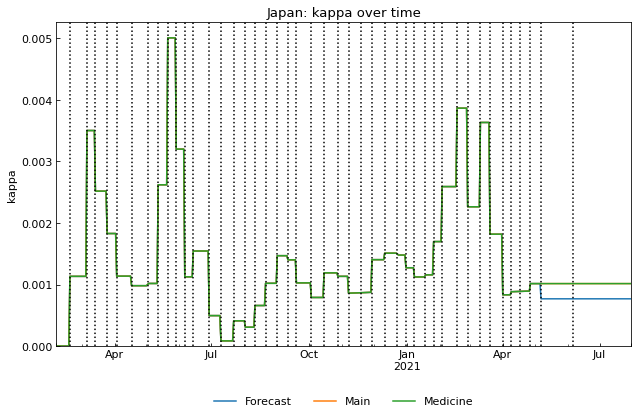 Japan: kappa over time
kappa
0.005
0.004
0.003
0.002
0.001
0.000
Apr Jul Oct Jan Apr Jul
2021
Forecast Main Medicine